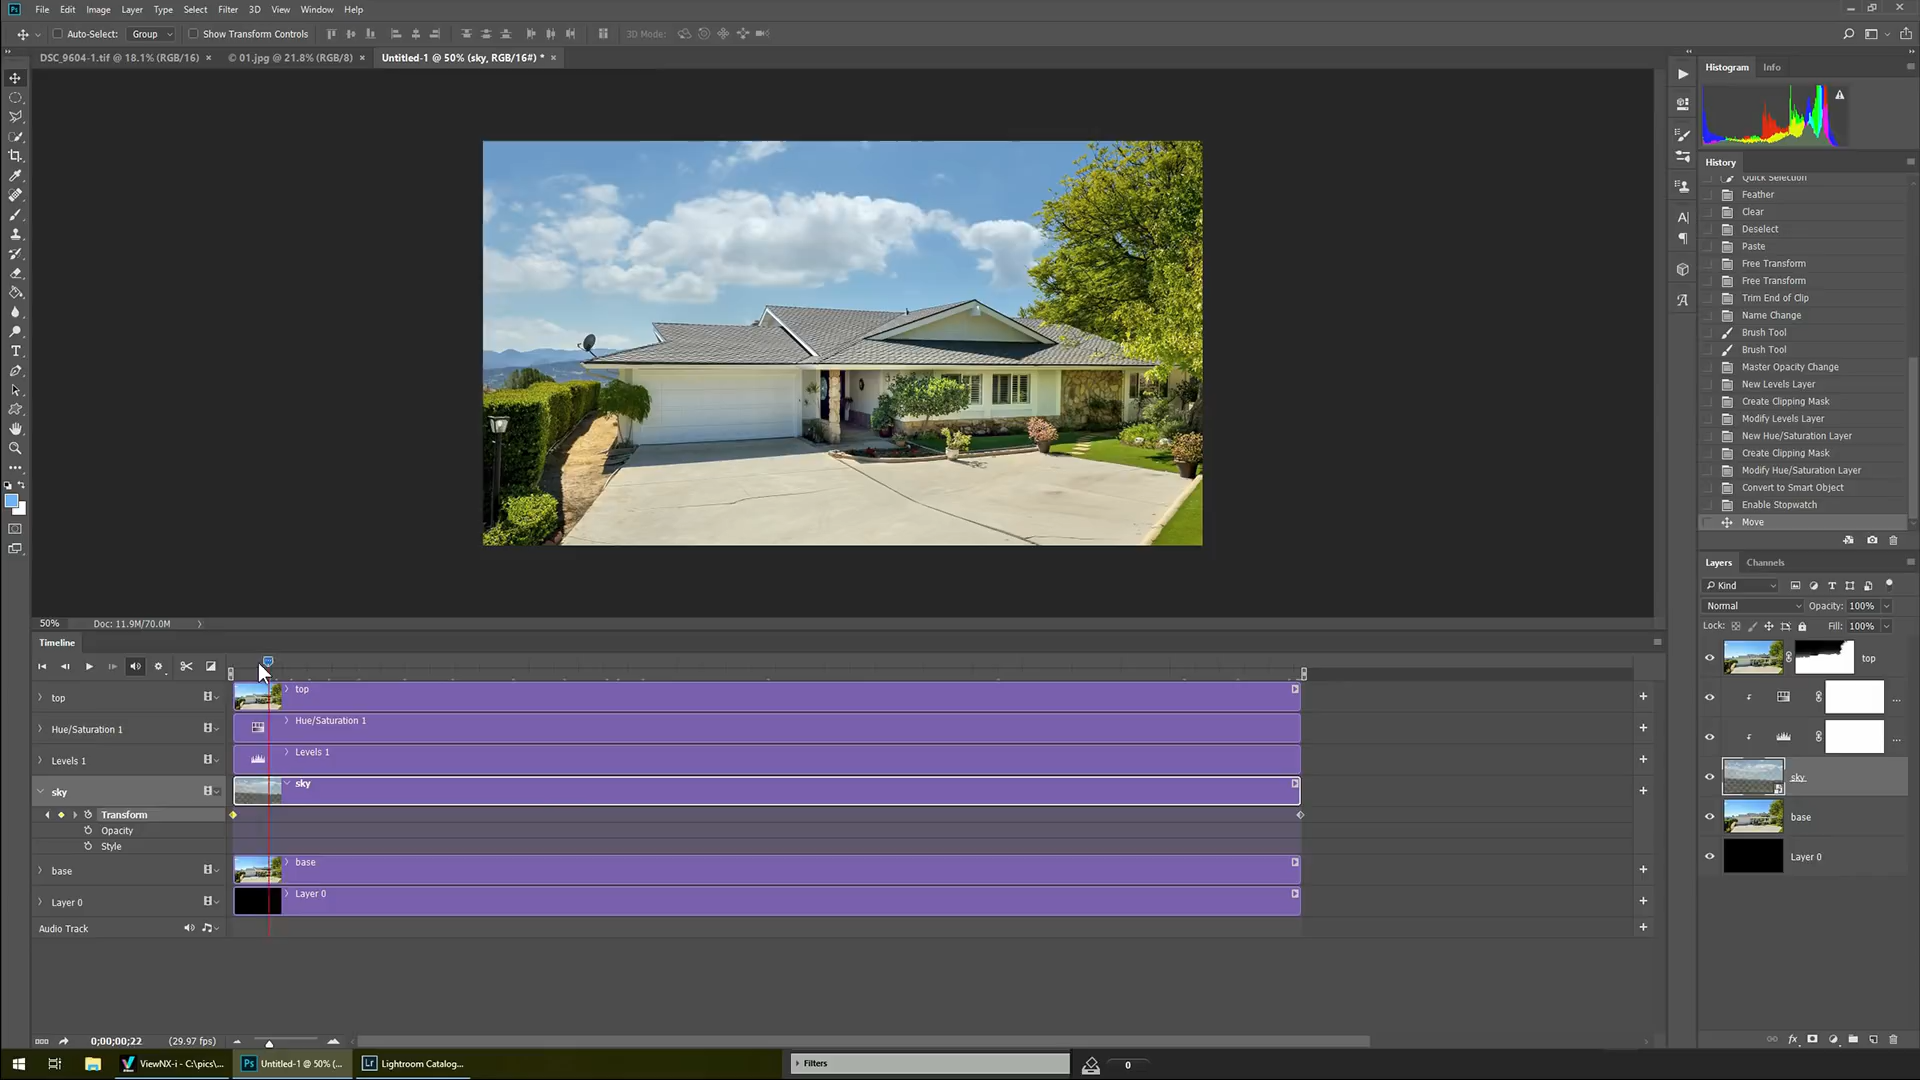 Ps File Edit Image Layer Type Select Filter 3D View Window Help
Auto-Select: Group Show Transform Controls 3D Mode:
DSC_9604-1.tif @ 18.1% (RGB/16) × © 01.jpg @ 21.8% (RGB/8) × Untitled-1 @ 50% (sky, RGB/16#) * ×
Histogram Info
History
Quick Selection
Feather
Clear
Deselect
Paste
Free Transform
Free Transform
Trim End of Clip
Name Change
Brush Tool
Brush Tool
Master Opacity Change
New Levels Layer
Create Clipping Mask
Modify Levels Layer
New Hue/Saturation Layer
Create Clipping Mask
Modify Hue/Saturation Layer
Convert to Smart Object
Enable Stopwatch
Move
Layers Channels
Kind
Normal Opacity: 100%
Lock: Fill: 100%
top
...
...
sky
base
Layer 0
50% Doc: 11.9M/70.0M
Timeline
top top
Hue/Saturation 1 Hue/Saturation 1
Levels 1 Levels 1
sky sky
Transform
Opacity
Style
base base
Layer 0 Layer 0
Audio Track
0;00;00;22 (29.97 fps)
ViewNX-i - C:\pics\... Ps Untitled-1 @ 50% (... Lr Lightroom Catalog... Filters 0